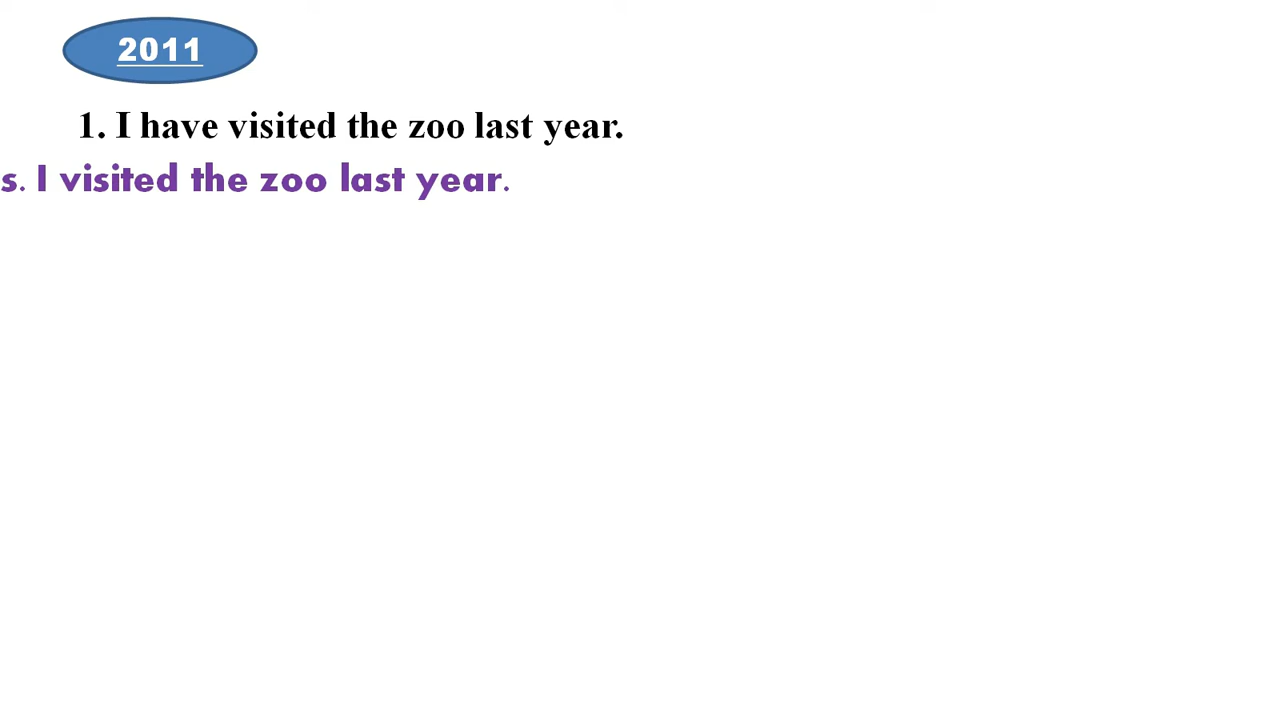 2011
1. I have visited the zoo last year.
s. I visited the zoo last year.